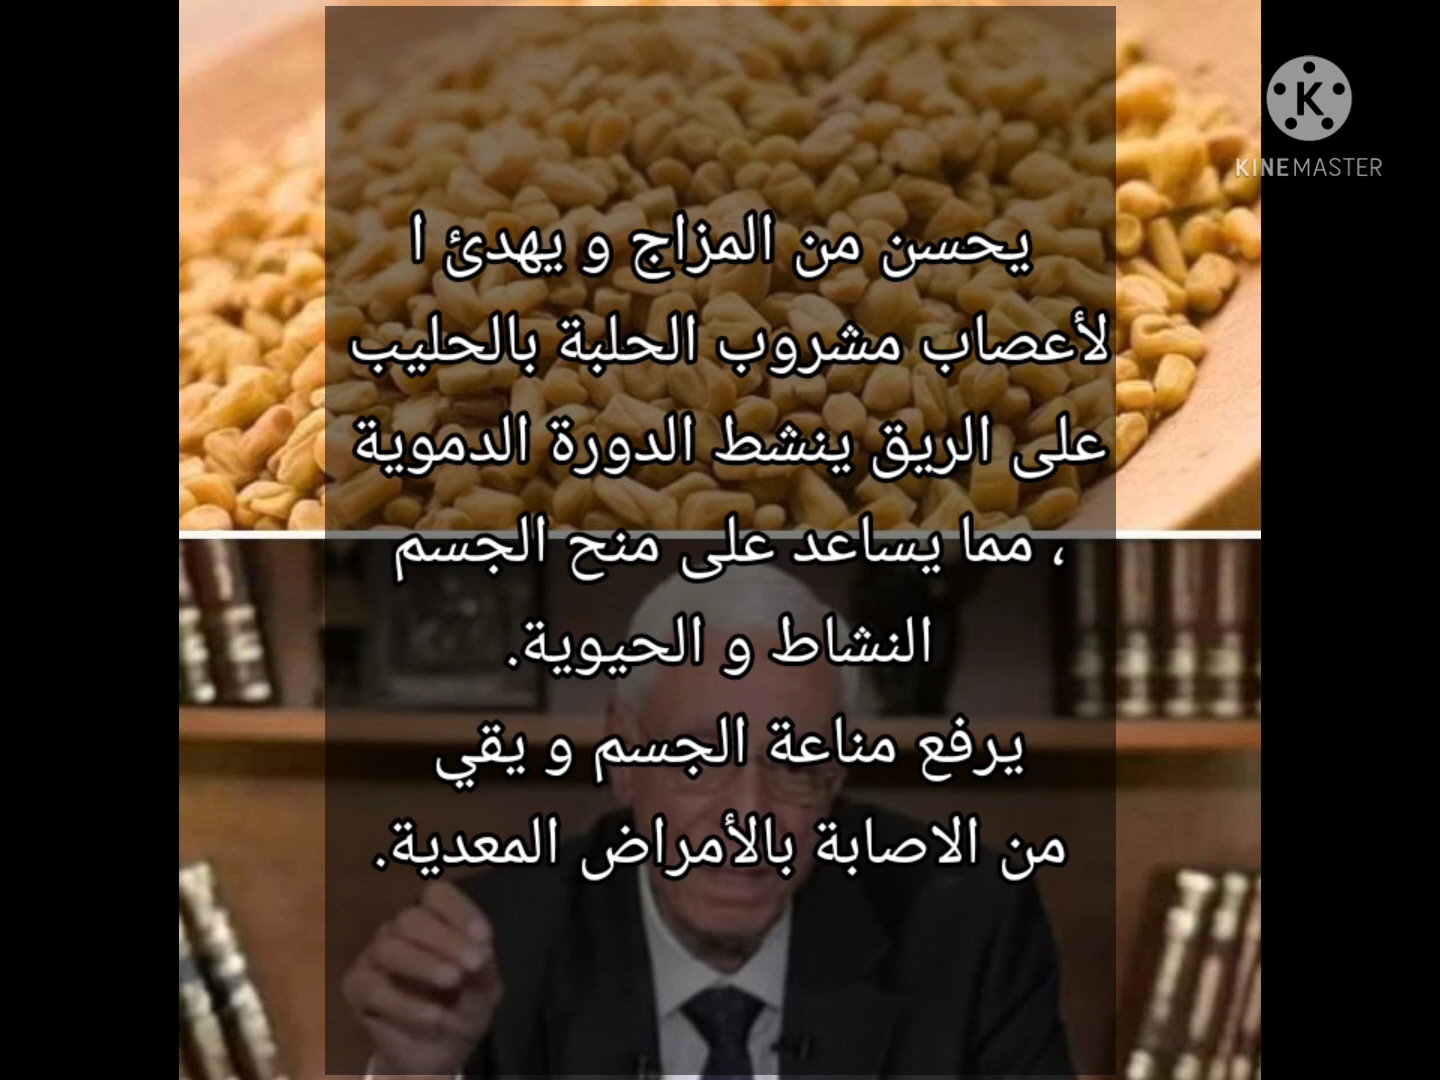 يحسن من المزاج و يهدئ ا
لأعصاب مشروب الحلبة بالحليب
على الريق ينشط الدورة الدموية
، مما يساعد على منح الجسم
النشاط و الحيوية.
يرفع مناعة الجسم و يقي
من الاصابة بالأمراض المعدية.
K
KINEMASTER